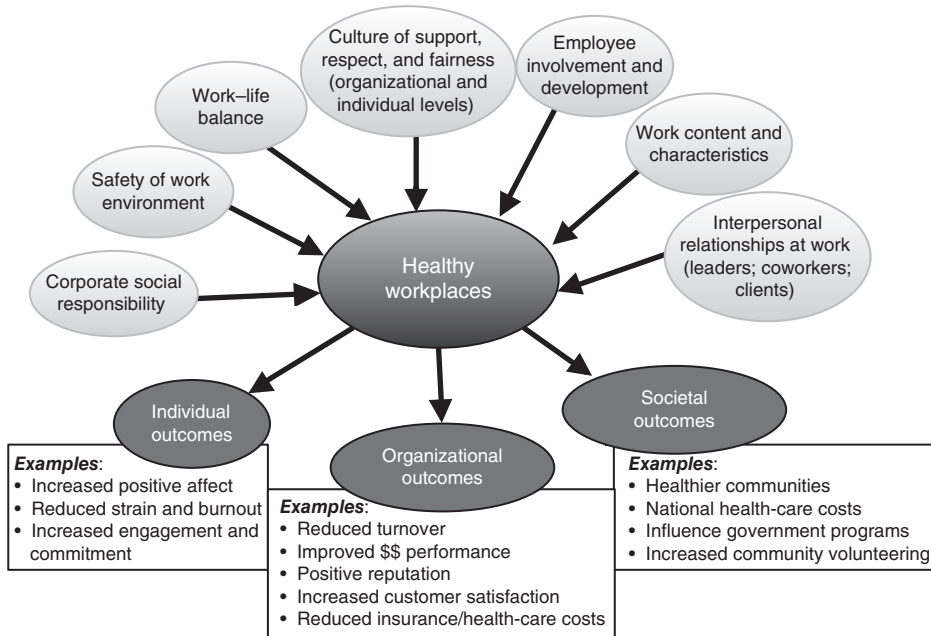 Culture of support,
respect, and fairness
(organizational and
individual levels)
Employee
involvement and
development
Work–life
balance
Work content and
characteristics
Safety of work
environment
Interpersonal
relationships at work
(leaders; coworkers;
clients)
Corporate social
responsibility
Healthy
workplaces
Individual
outcomes
Examples:
• Increased positive affect
• Reduced strain and burnout
• Increased engagement and
commitment
Organizational
outcomes
Examples:
• Reduced turnover
• Improved $$ performance
• Positive reputation
• Increased customer satisfaction
• Reduced insurance/health-care costs
Societal
outcomes
Examples:
• Healthier communities
• National health-care costs
• Influence government programs
• Increased community volunteering